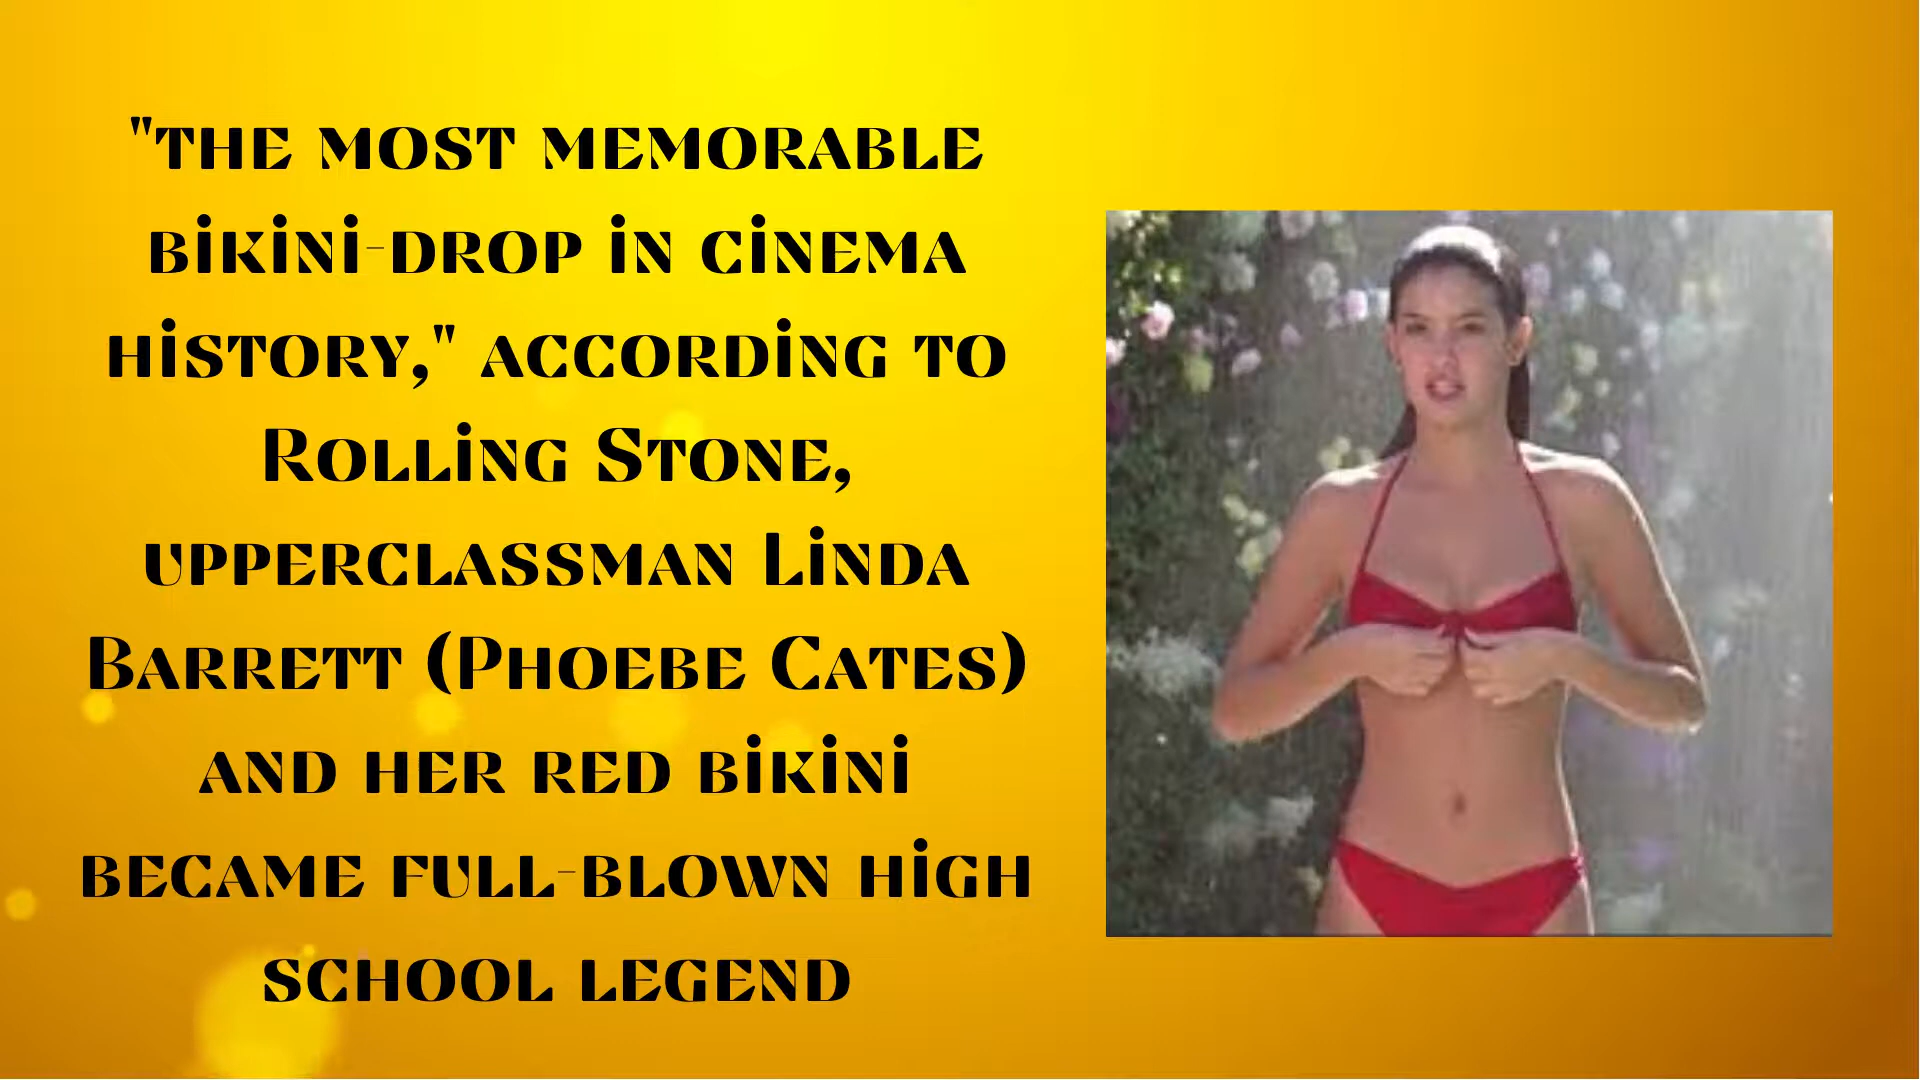 "the most memorable
bikini-drop in cinema
history," according to
Rolling Stone,
upperclassman Linda
Barrett (Phoebe Cates)
and her red bikini
became full-blown high
school legend